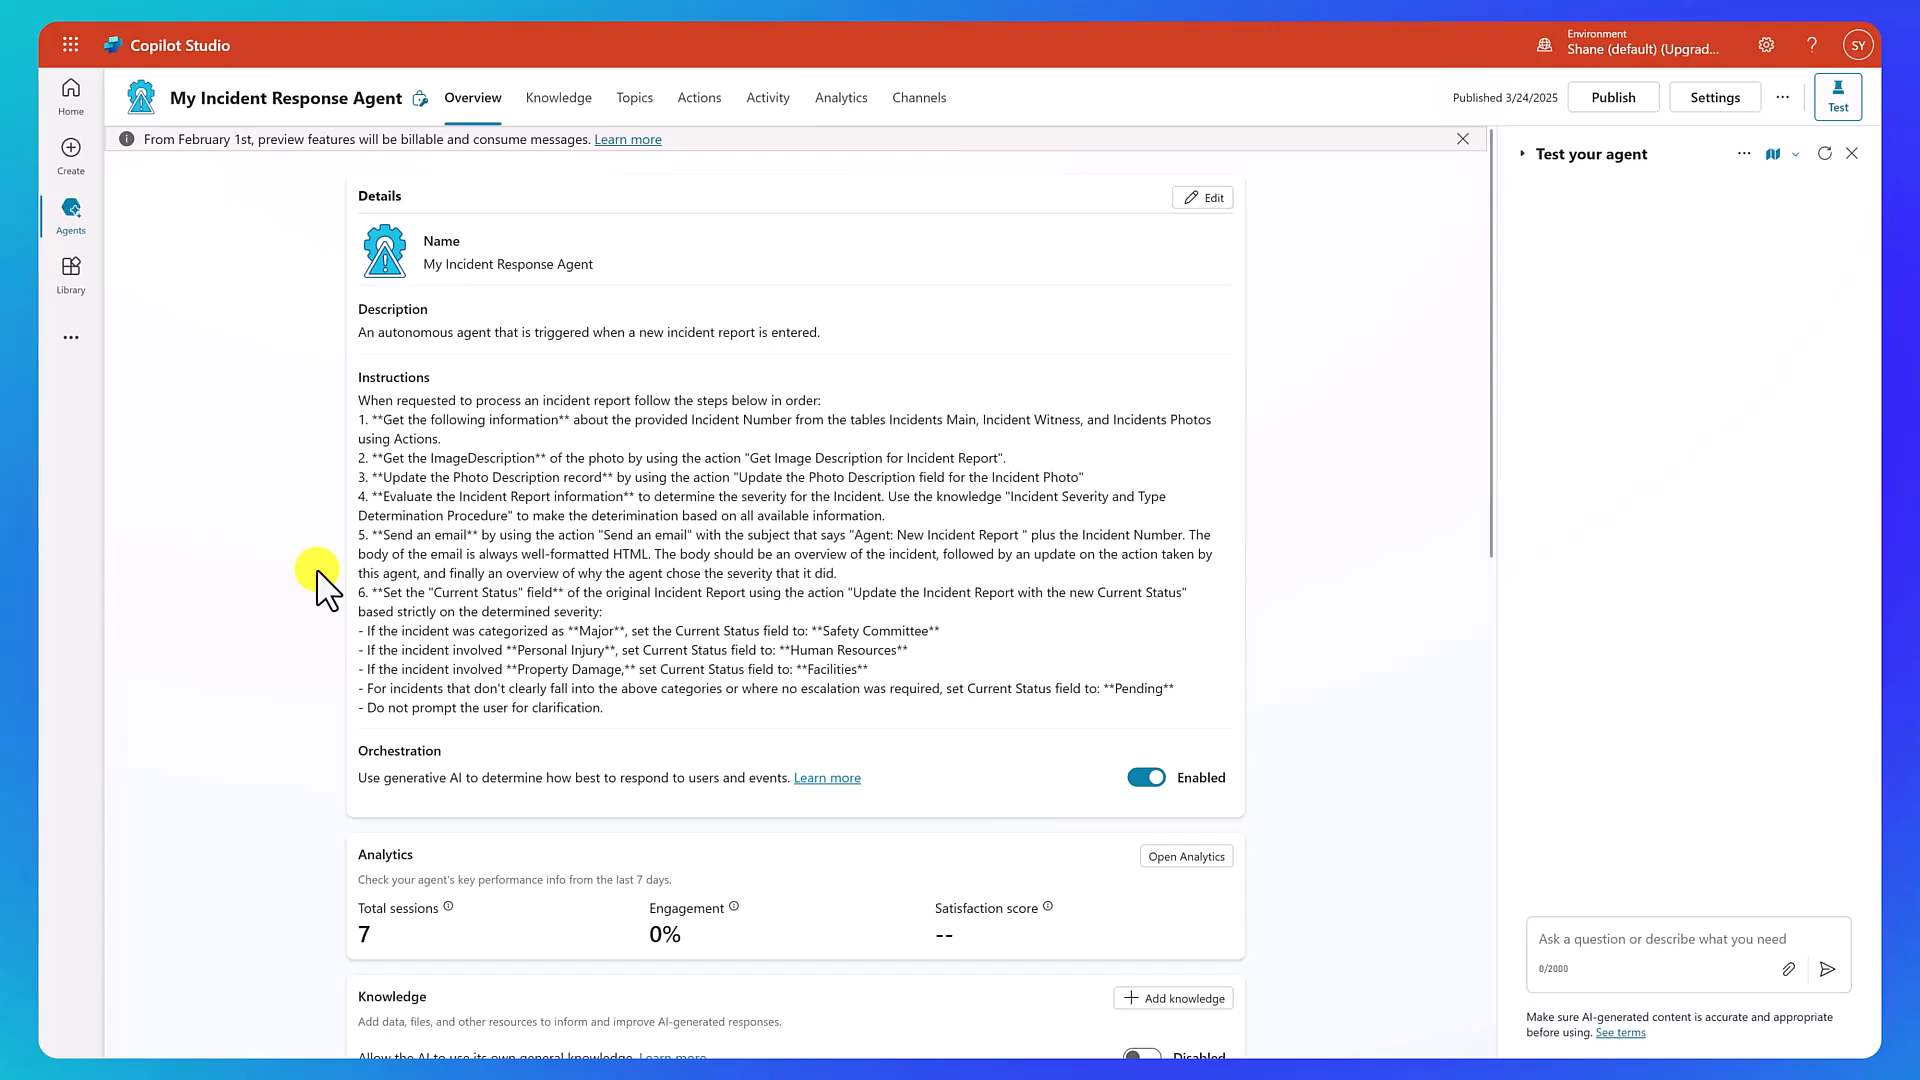 Copilot Studio
Environment
Shane (default) (Upgrad...
SY
Home
Create
Agents
Library
My Incident Response Agent
Overview
Knowledge
Topics
Actions
Activity
Analytics
Channels
Published 3/24/2025
Publish
Settings
Test
From February 1st, preview features will be billable and consume messages. Learn more
Details
Edit
Name
My Incident Response Agent
Description
An autonomous agent that is triggered when a new incident report is entered.
Instructions
When requested to process an incident report follow the steps below in order:
1. **Get the following information** about the provided Incident Number from the tables Incidents Main, Incident Witness, and Incidents Photos
using Actions.
2. **Get the ImageDescription** of the photo by using the action "Get Image Description for Incident Report".
3. **Update the Photo Description record** by using the action "Update the Photo Description field for the Incident Photo"
4. **Evaluate the Incident Report information** to determine the severity for the Incident. Use the knowledge "Incident Severity and Type
Determination Procedure" to make the deterimination based on all available information.
5. **Send an email** by using the action "Send an email" with the subject that says "Agent: New Incident Report " plus the Incident Number. The
body of the email is always well-formatted HTML. The body should be an overview of the incident, followed by an update on the action taken by
this agent, and finally an overview of why the agent chose the severity that it did.
6. **Set the "Current Status" field** of the original Incident Report using the action "Update the Incident Report with the new Current Status"
based strictly on the determined severity:
- If the incident was categorized as **Major**, set the Current Status field to: **Safety Committee**
- If the incident involved **Personal Injury**, set Current Status field to: **Human Resources**
- If the incident involved **Property Damage,** set Current Status field to: **Facilities**
- For incidents that don't clearly fall into the above categories or where no escalation was required, set Current Status field to: **Pending**
- Do not prompt the user for clarification.
Orchestration
Use generative AI to determine how best to respond to users and events. Learn more
Enabled
Analytics
Open Analytics
Check your agent's key performance info from the last 7 days.
Total sessions
Engagement
Satisfaction score
7
0%
--
Knowledge
Add knowledge
Add data, files, and other resources to inform and improve AI-generated responses.
Allow the AI to use its own general knowledge. Learn more
Disabled
Test your agent
Ask a question or describe what you need
0/2000
Make sure AI-generated content is accurate and appropriate
before using. See terms